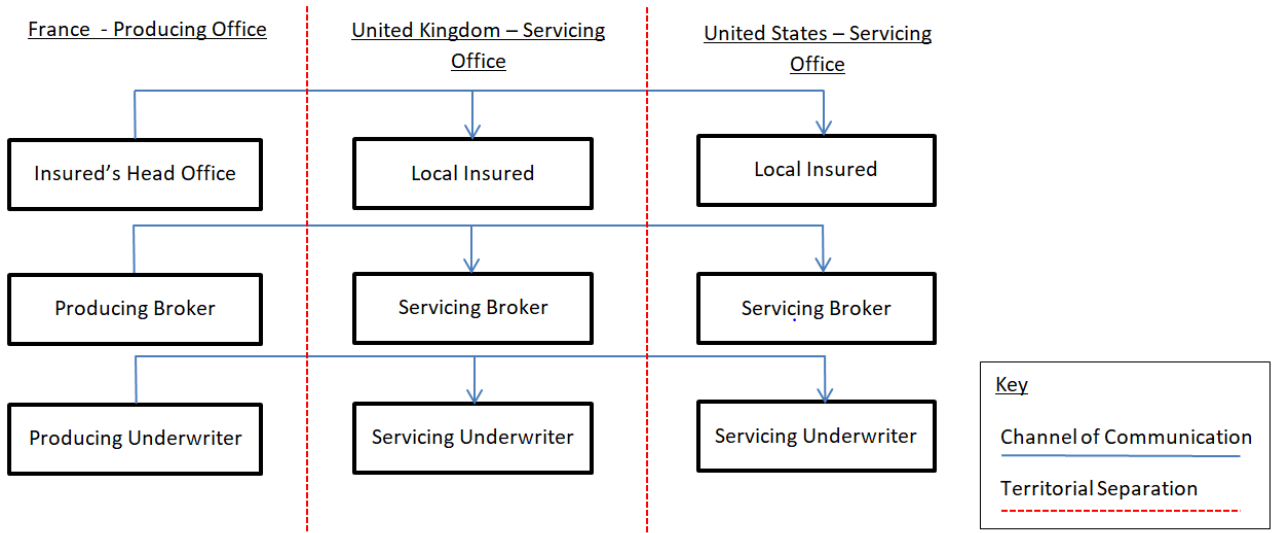 France  - Producing Office
United Kingdom – Servicing
Office
United States – Servicing
Office
Insured’s Head Office
Local Insured
Local Insured
Producing Broker
Servicing Broker
Servicing Broker
Producing Underwriter
Servicing Underwriter
Servicing Underwriter
Key
Channel of Communication
Territorial Separation